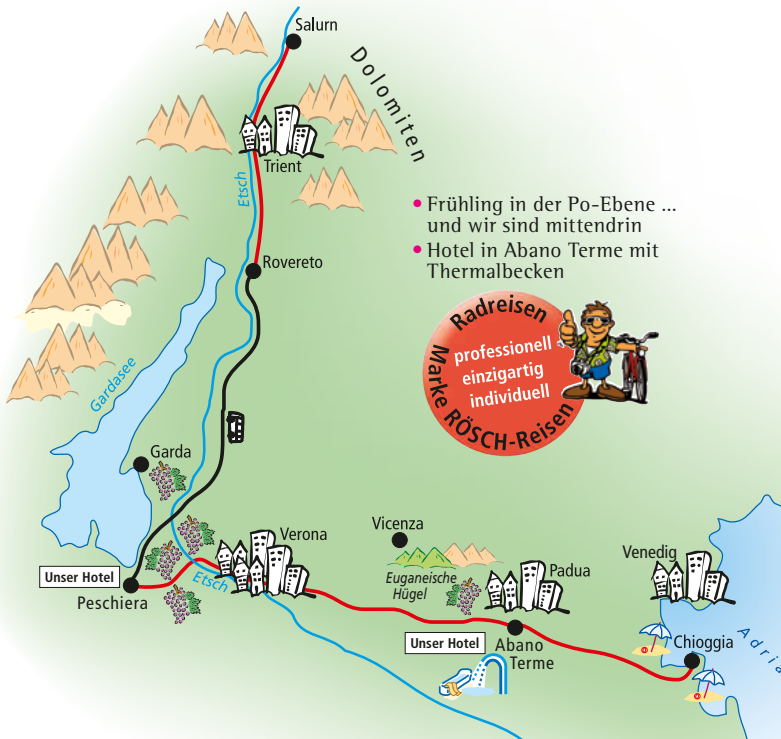 Salurn
Dolomiten
Trient
Etsch
• Frühling in der Po-Ebene ...
und wir sind mittendrin
• Hotel in Abano Terme mit
Thermalbecken
Rovereto
Radreisen
professionell
einzigartig
individuell
Marke RÖSCH-Reisen
Gardasee
Garda
Verona
Vicenza
Venedig
Unser Hotel
Peschiera
Etsch
Euganeische
Hügel
Padua
Unser Hotel
Abano
Terme
Chioggia
Adria